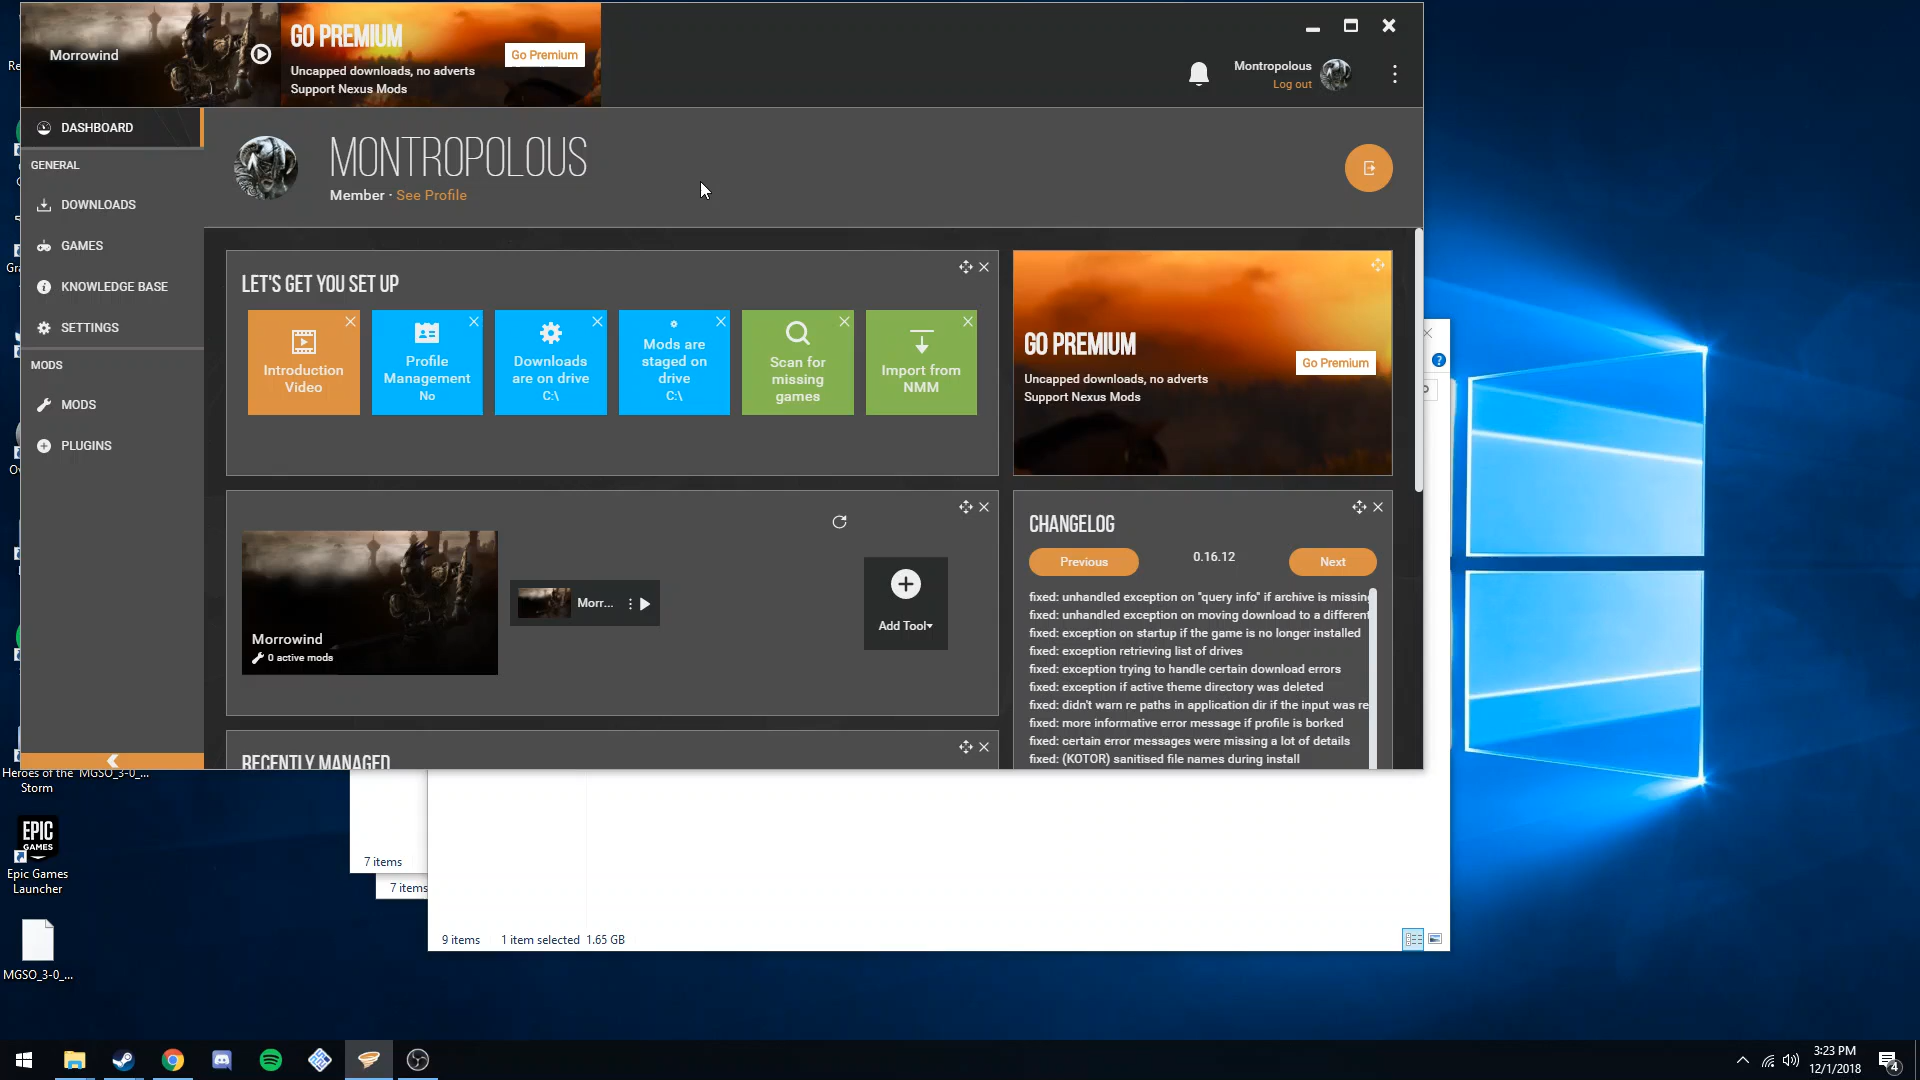 Morrowind
GO PREMIUM
Uncapped downloads, no adverts
Support Nexus Mods
Go Premium
Montropolous
Log out
DASHBOARD
GENERAL
DOWNLOADS
GAMES
KNOWLEDGE BASE
SETTINGS
MODS
MODS
PLUGINS
MONTROPOLOUS
Member · See Profile
LET'S GET YOU SET UP
Introduction
Video
Profile
Management
No
Downloads
are on drive
C:\
Mods are
staged on
drive
C:\
Scan for
missing
games
Import from
NMM
GO PREMIUM
Uncapped downloads, no adverts
Support Nexus Mods
Go Premium
Morrowind
0 active mods
Morr...
Add Tool
CHANGELOG
Previous
0.16.12
Next
fixed: unhandled exception on "query info" if archive is missing
fixed: unhandled exception on moving download to a different
fixed: exception on startup if the game is no longer installed
fixed: exception retrieving list of drives
fixed: exception trying to handle certain download errors
fixed: exception if active theme directory was deleted
fixed: didn't warn re paths in application dir if the input was re
fixed: more informative error message if profile is borked
fixed: certain error messages were missing a lot of details
fixed: (KOTOR) sanitised file names during install
RECENTLY MANAGED
Re
Gra
Ov
Heroes of the
Storm
MGSO_3-0_...
EPIC
GAMES
Epic Games
Launcher
MGSO_3-0_...
7 items
7 items
9 items
1 item selected 1.65 GB
3:23 PM
12/1/2018
4